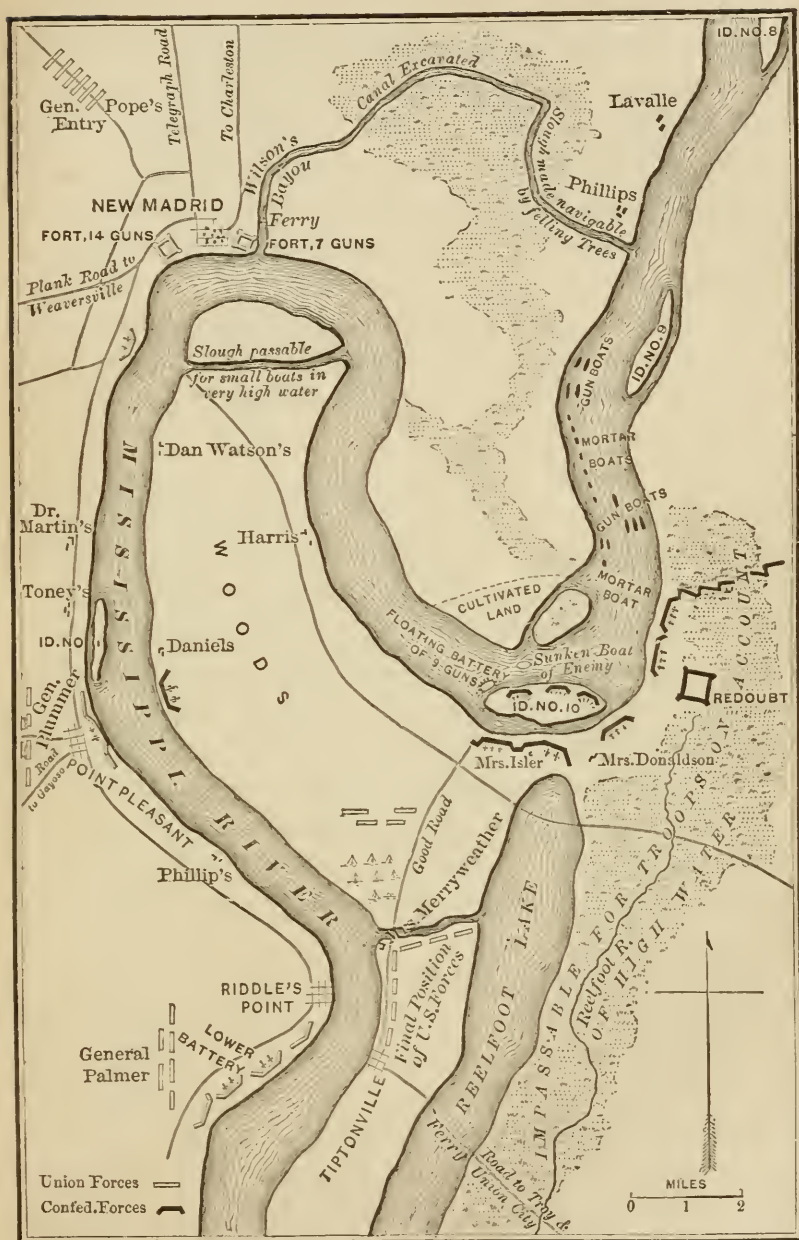 ID.NO.8
Gen. Pope's
Entry
Telegraph Road
To Charleston
Canal Excavated
Slough made navigable
by felling Trees
Lavalle
Phillips
Wilson's
Bayou
NEW MADRID
Ferry
FORT, 14 GUNS
FORT, 7 GUNS
Plank Road to
Weaversville
Slough passable
for small boats in
very high water
ID.NO.9
GUN BOATS
MORTAR
BOATS
GUN BOATS
MORTAR
BOAT
Dan Watson's
Dr.
Martin's
Harris
WOODS
Toney's
ID.NO
Daniels
CULTIVATED
LAND
FLOATING BATTERY
OF 9 GUNS
Sunken Boat
of Enemy
ID.NO.10
REDOUBT
Mrs. Isler
Mrs. Donaldson
Gen.
Plummer
Road
POINT PLEASANT
MISSISSIPPI RIVER
Good Road
Merryweather
Phillip's
RIDDLE'S
POINT
LOWER
BATTERY
General
Palmer
Final Position
of U.S. Forces
TIPTONVILLE
REELFOOT LAKE
IMPASSABLE FOR TROOPS ON ACCOUNT
OF HIGH WATER
Reelfoot R.
Ferry
Road to Troy &
Union City
Union Forces
Confed. Forces
MILES
0 1 2